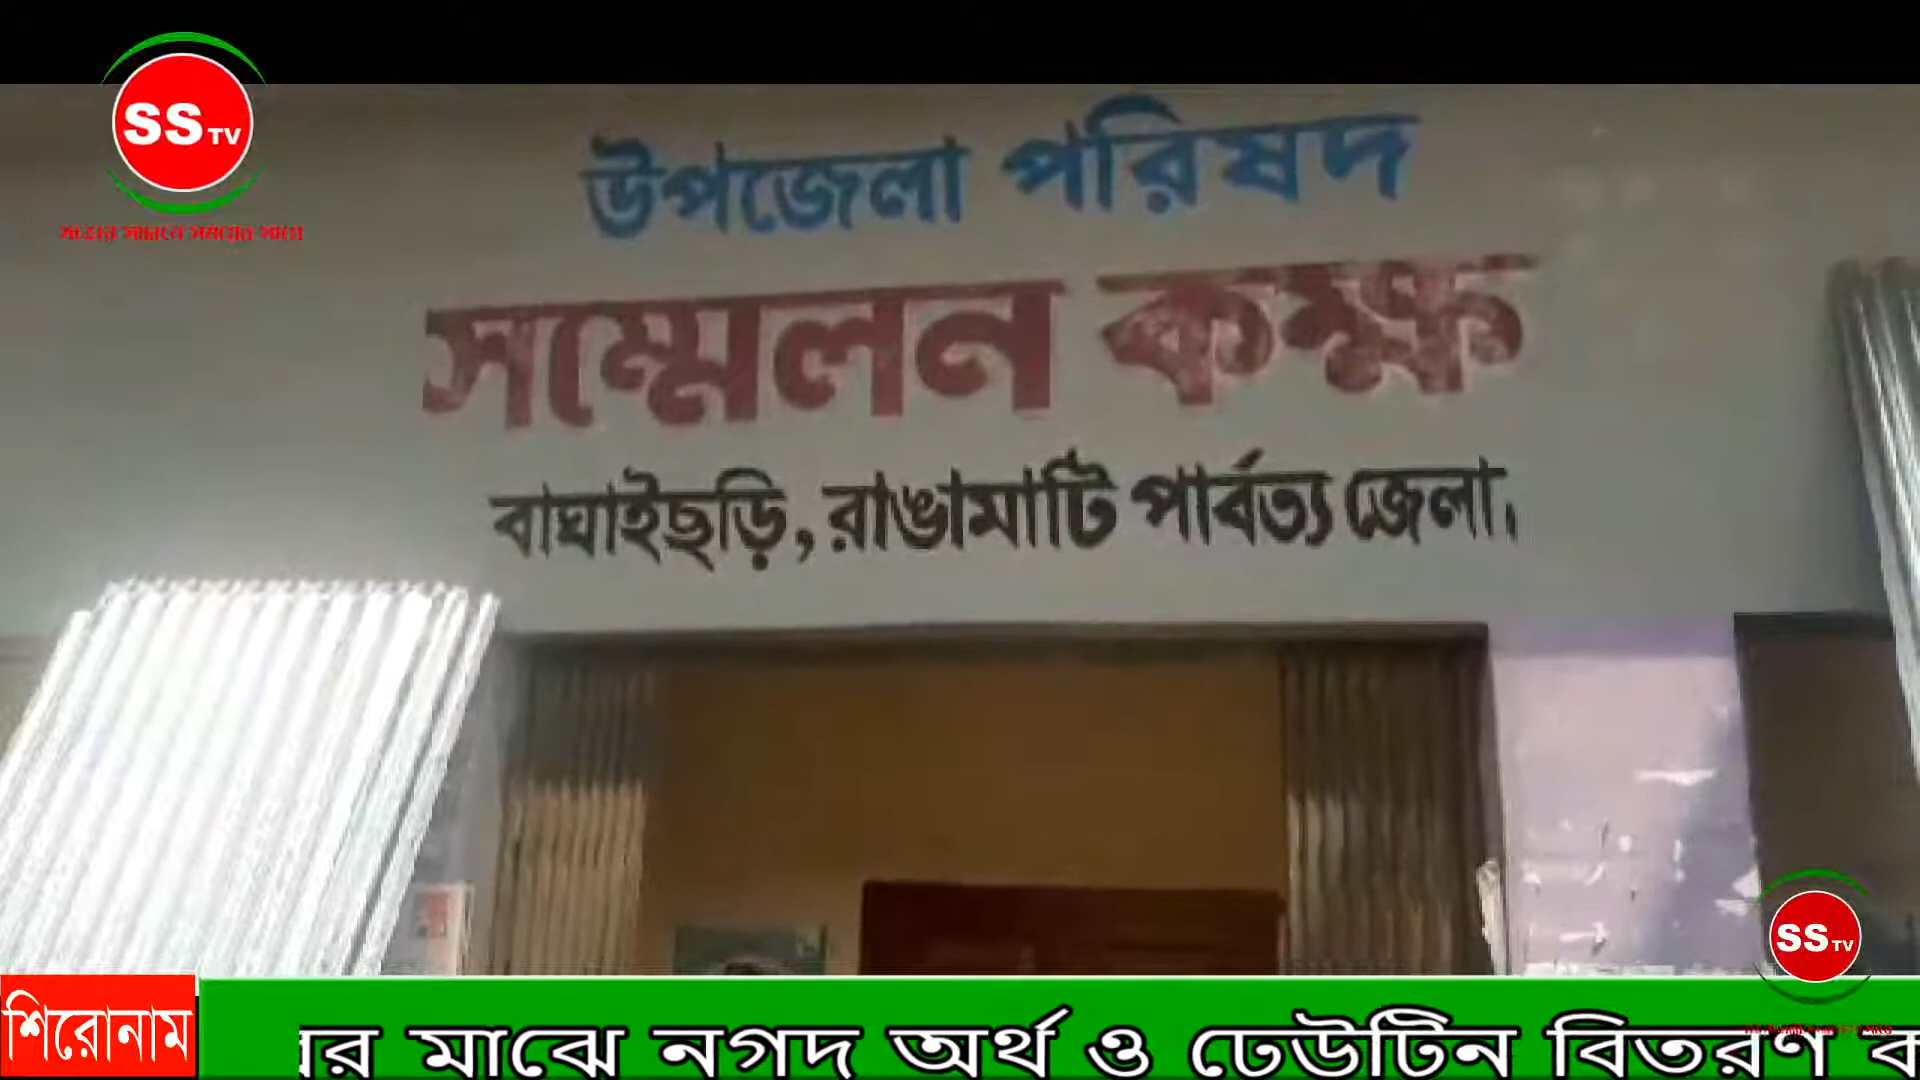 SS TV
উপজেলা পরিষদ
সম্মেলন কক্ষ
বাঘাইছড়ি, রাঙামাটি পার্বত্য জেলা।
SS TV
শিরোনাম
মাঝে নগদ অর্থ ও ঢেউটিন বিতরণ